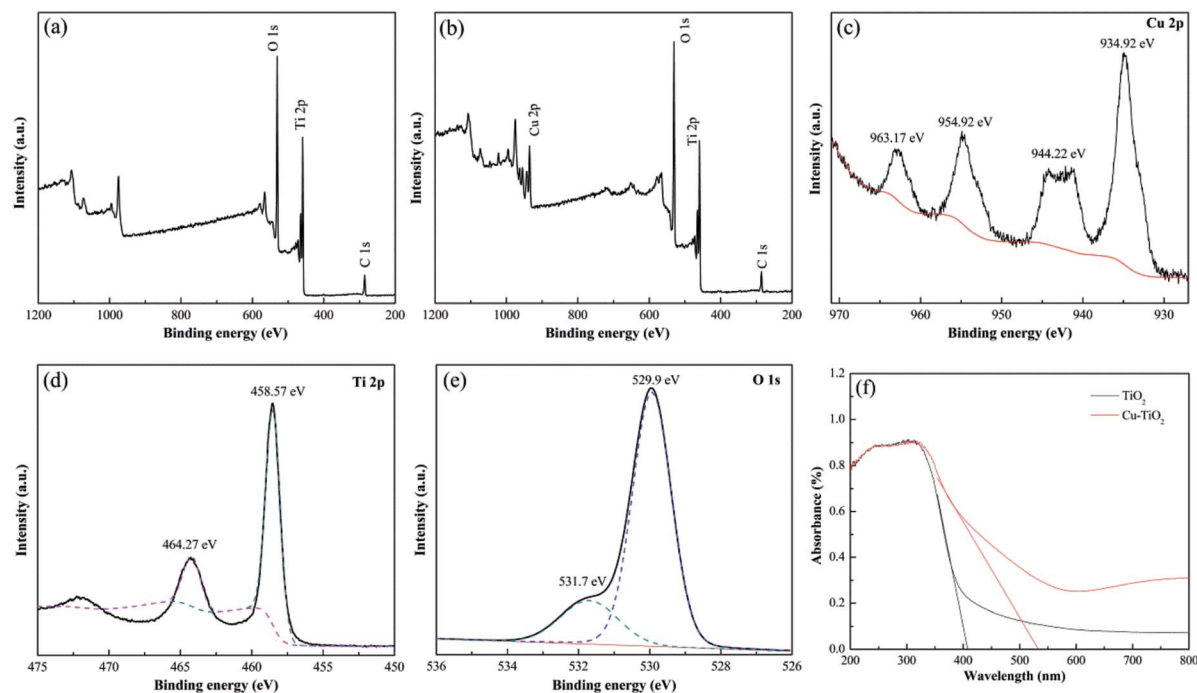 (a)
O 1s
Ti 2p
C 1s
Intensity (a.u.)
1200 1000 800 600 400 200
Binding energy (eV)
(b)
O 1s
Cu 2p
Ti 2p
C 1s
Intensity (a.u.)
1200 1000 800 600 400 200
Binding energy (eV)
(c)
Cu 2p
934.92 eV
963.17 eV
954.92 eV
944.22 eV
Intensity (a.u.)
970 960 950 940 930
Binding energy (eV)
(d)
Ti 2p
458.57 eV
464.27 eV
Intensity (a.u.)
475 465 455 450
Binding energy (eV)
(e)
O 1s
529.9 eV
531.7 eV
Intensity (a.u.)
536 534 532 530 528 526
Binding energy (eV)
(f)
TiO₂
Cu-TiO₂
Absorbance (%)
1.2
1.0
0.8
0.6
0.4
0.2
0.0
200 300 400 500 600 700 800
Wavelength (nm)